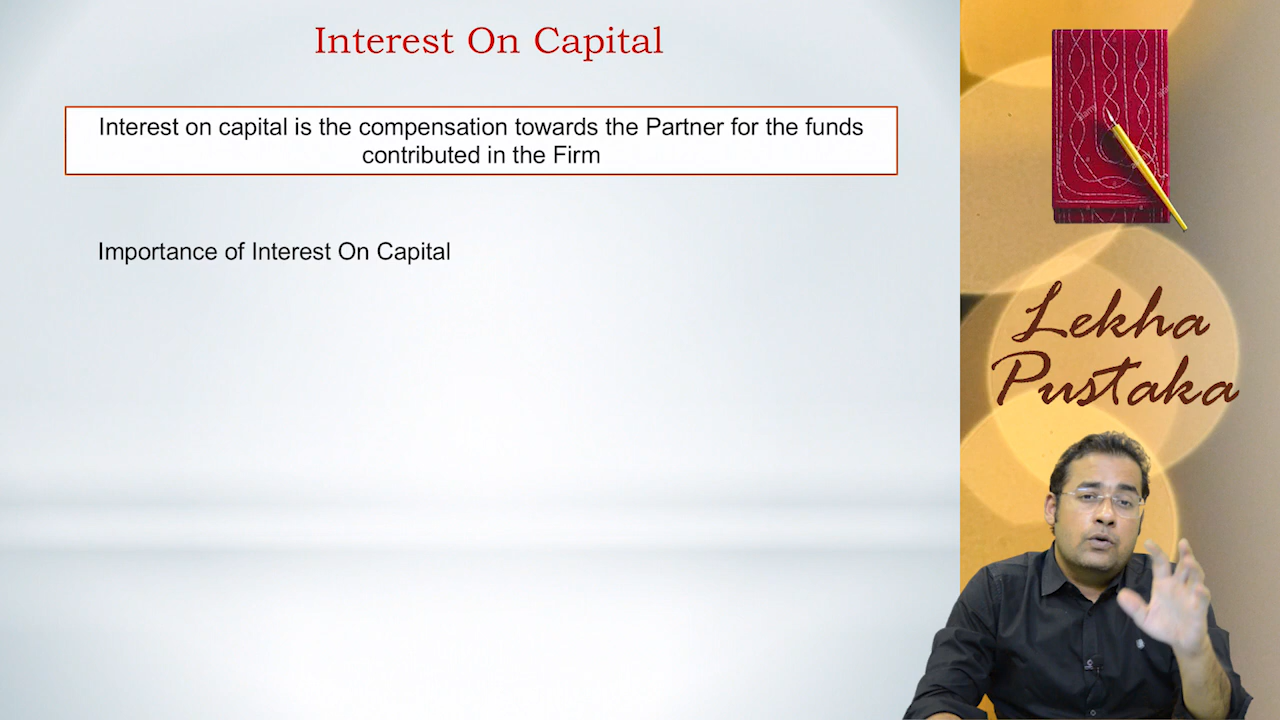 Interest On Capital
Interest on capital is the compensation towards the Partner for the funds
contributed in the Firm
Importance of Interest On Capital
Lekha
Pustaka